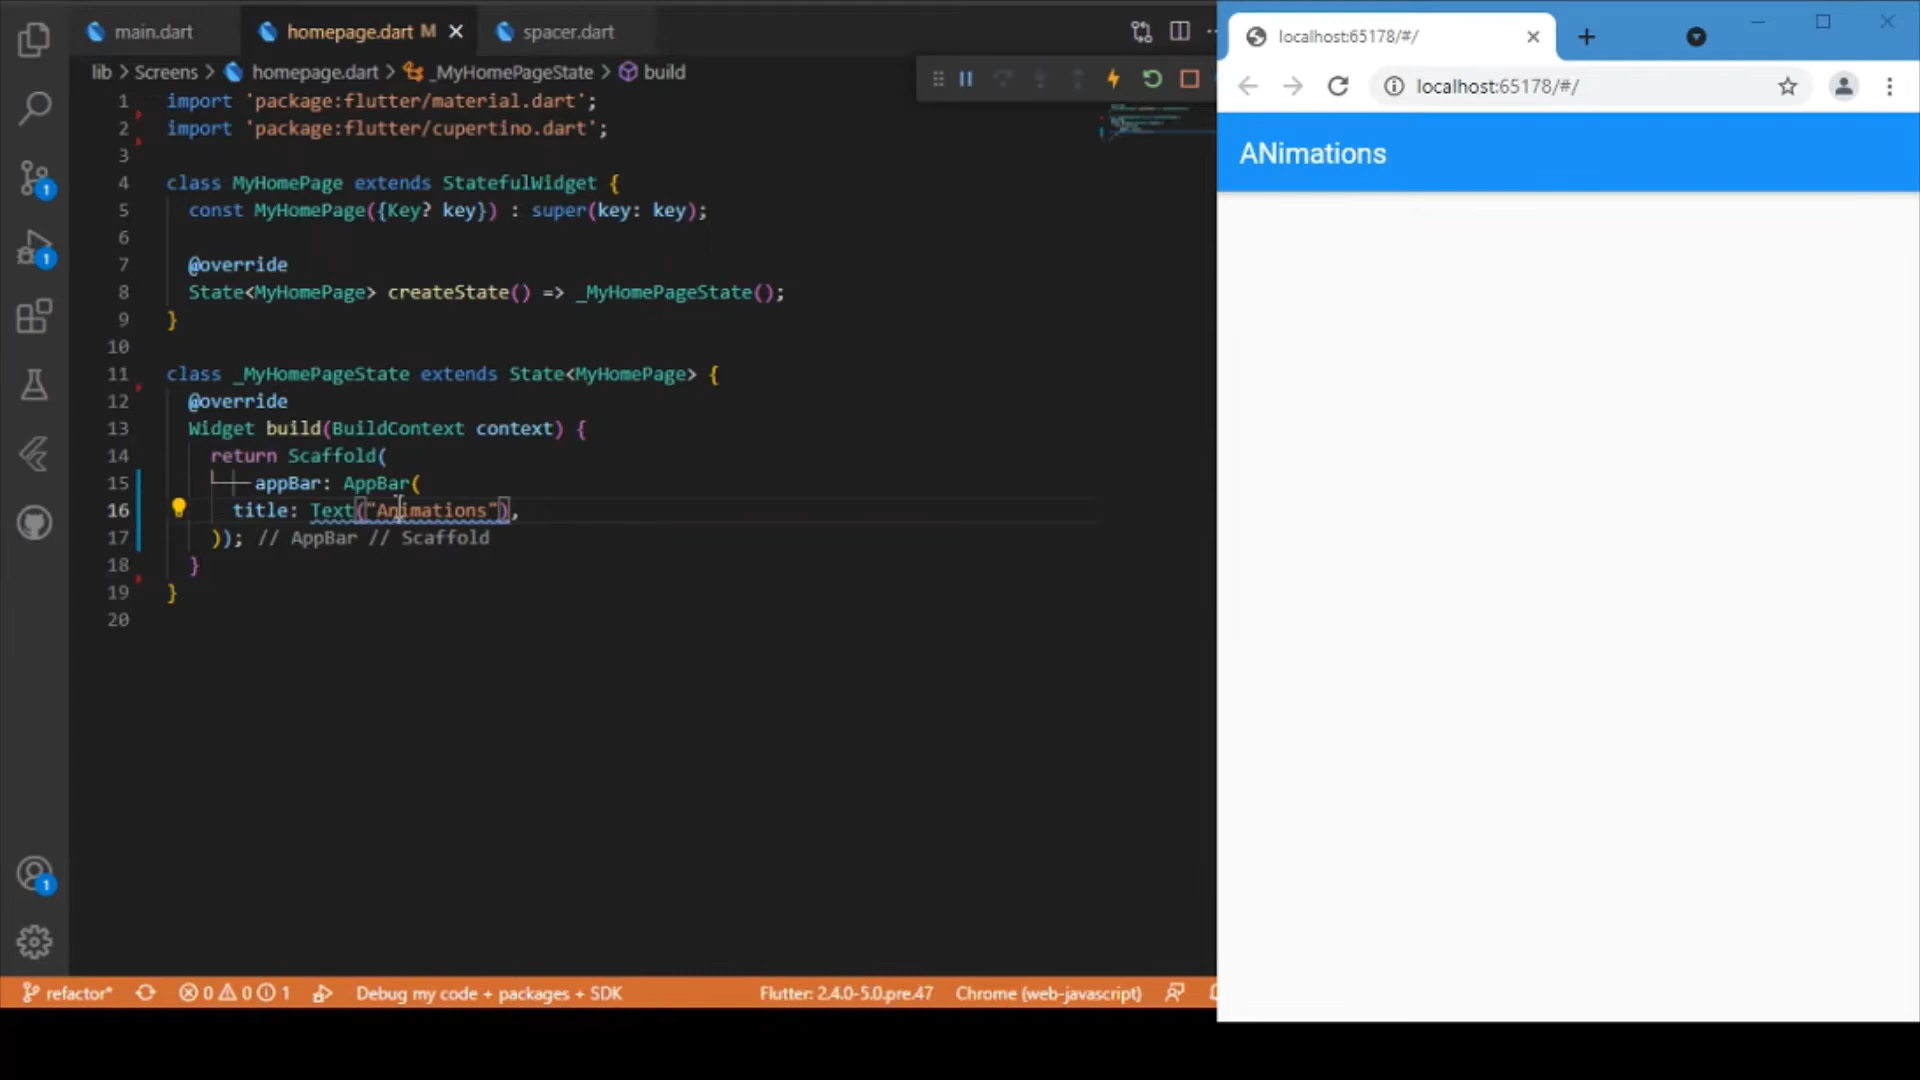 main.dart
homepage.dart M
spacer.dart
lib > Screens > homepage.dart > _MyHomePageState > build
1 import 'package:flutter/material.dart';
2 import 'package:flutter/cupertino.dart';
3
4 class MyHomePage extends StatefulWidget {
5 const MyHomePage({Key? key}) : super(key: key);
6
7 @override
8 State<MyHomePage> createState() => _MyHomePageState();
9 }
10
11 class _MyHomePageState extends State<MyHomePage> {
12 @override
13 Widget build(BuildContext context) {
14 return Scaffold(
15 appBar: AppBar(
16 title: Text("Animations"),
17 )); // AppBar // Scaffold
18 }
19 }
20
1
1
1
refactor* 0 0 1 Debug my code + packages + SDK Flutter: 2.4.0-5.0.pre.47 Chrome (web-javascript)
localhost:65178/#/
localhost:65178/#/
ANimations